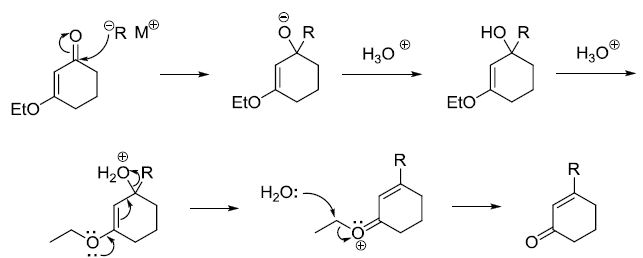 O ⊖R M⊕
EtO
O⊖ R
EtO
H₃O⊕
HO R
EtO
H₃O⊕
⊕
H₂O R
O
H₂O:
R
O
⊕
R
O